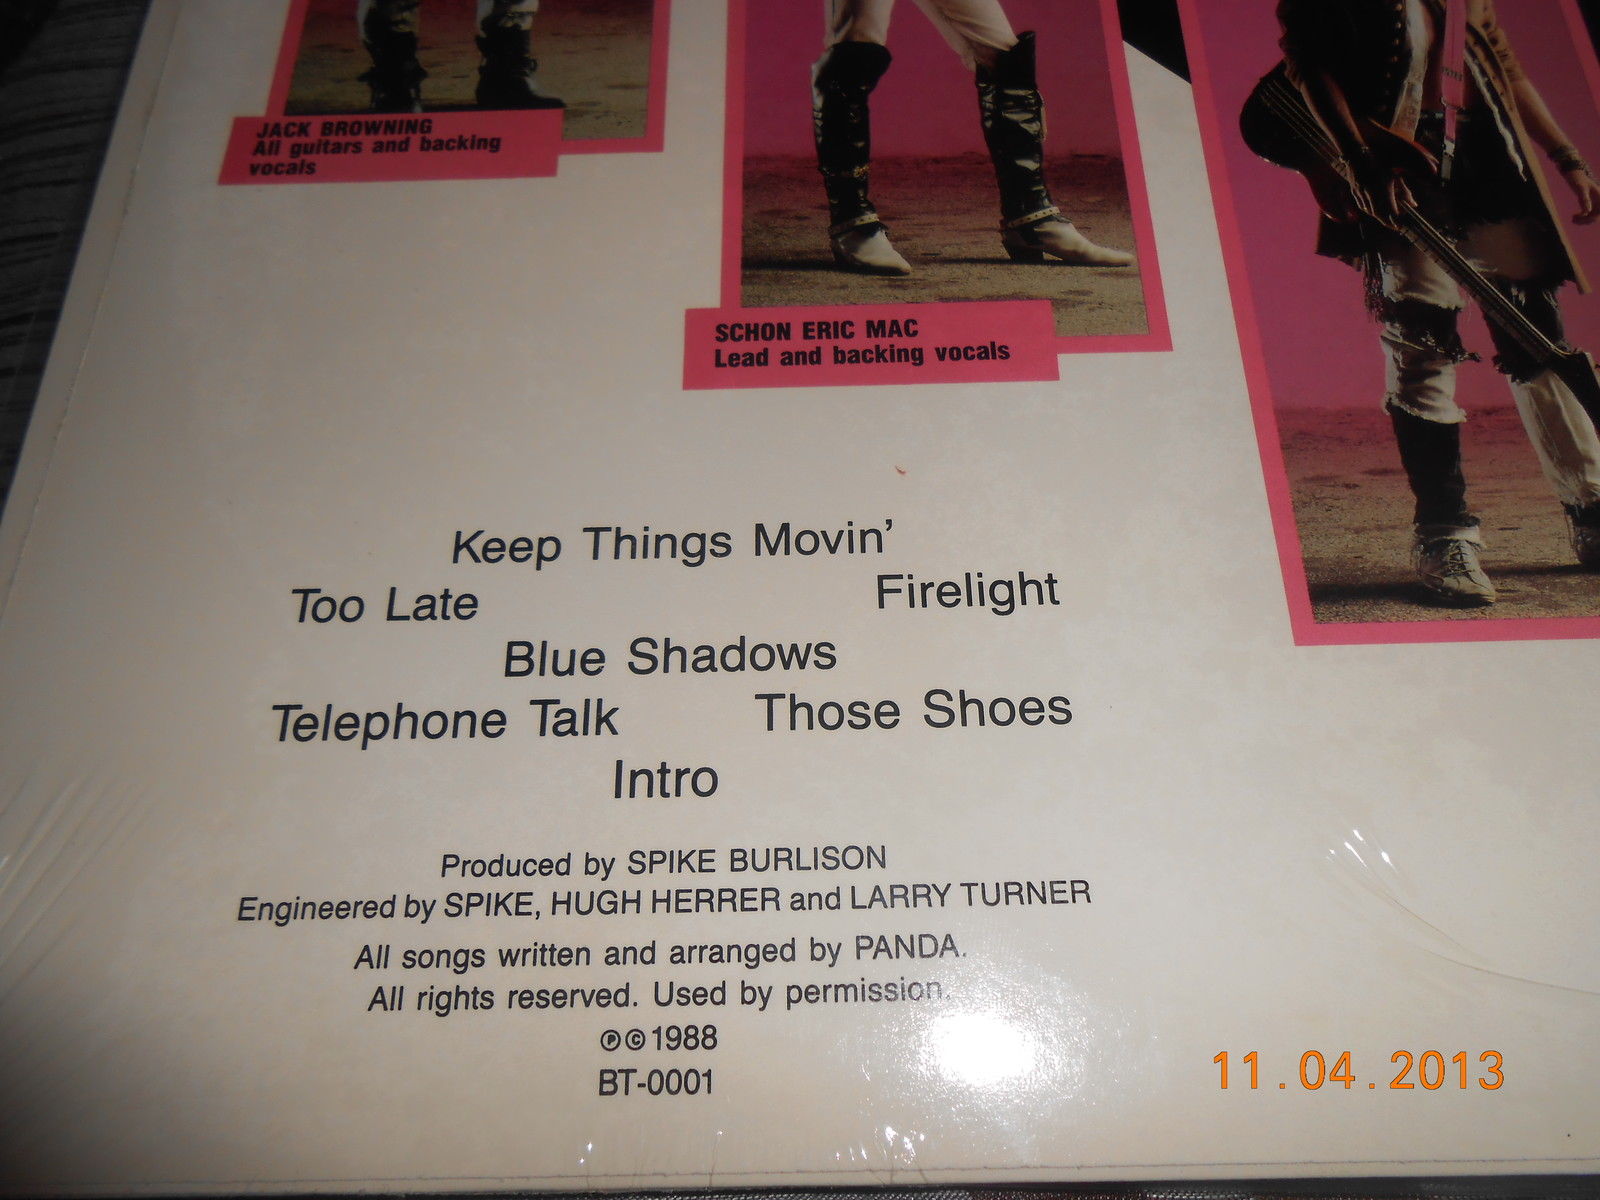 JACK BROWNING
All guitars and backing
vocals
SCHON ERIC MAC
Lead and backing vocals
Keep Things Movin'
Too Late Firelight
Blue Shadows
Telephone Talk Those Shoes
Intro
Produced by SPIKE BURLISON
Engineered by SPIKE, HUGH HERRER and LARRY TURNER
All songs written and arranged by PANDA.
All rights reserved. Used by permission.
℗©1988
BT-0001
11.04.2013